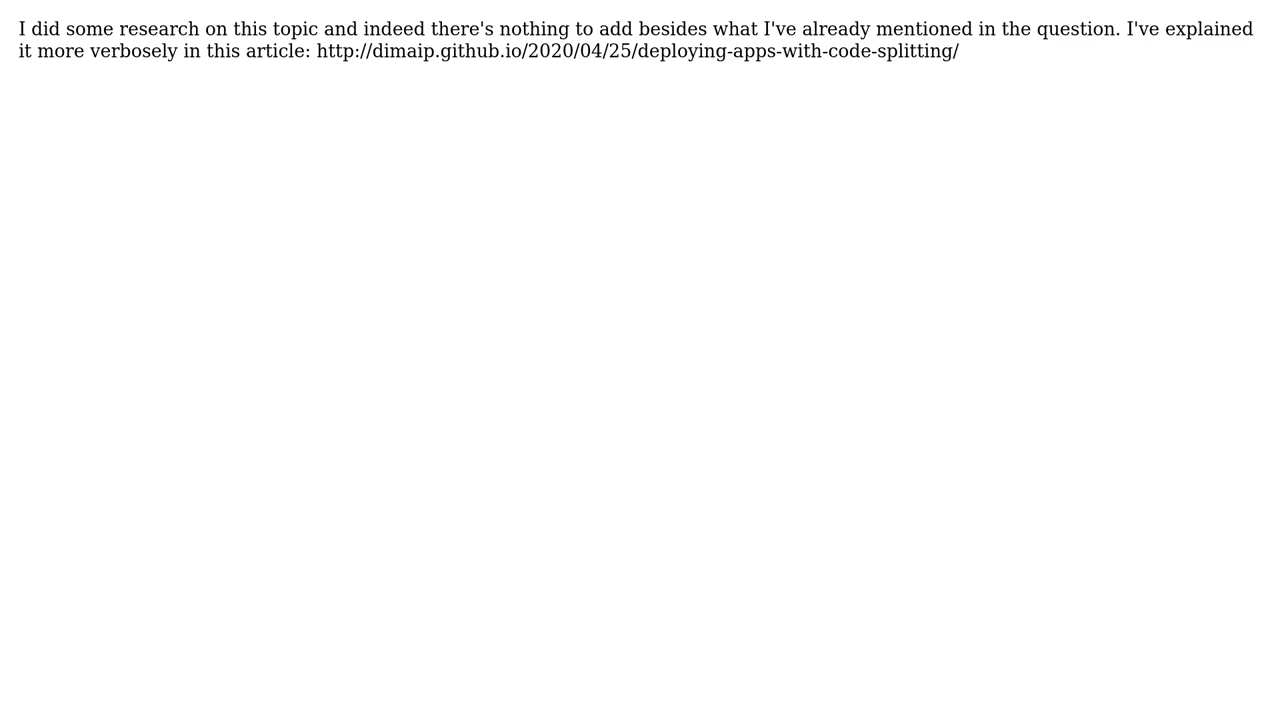 I did some research on this topic and indeed there's nothing to add besides what I've already mentioned in the question. I've explained
it more verbosely in this article: http://dimaip.github.io/2020/04/25/deploying-apps-with-code-splitting/